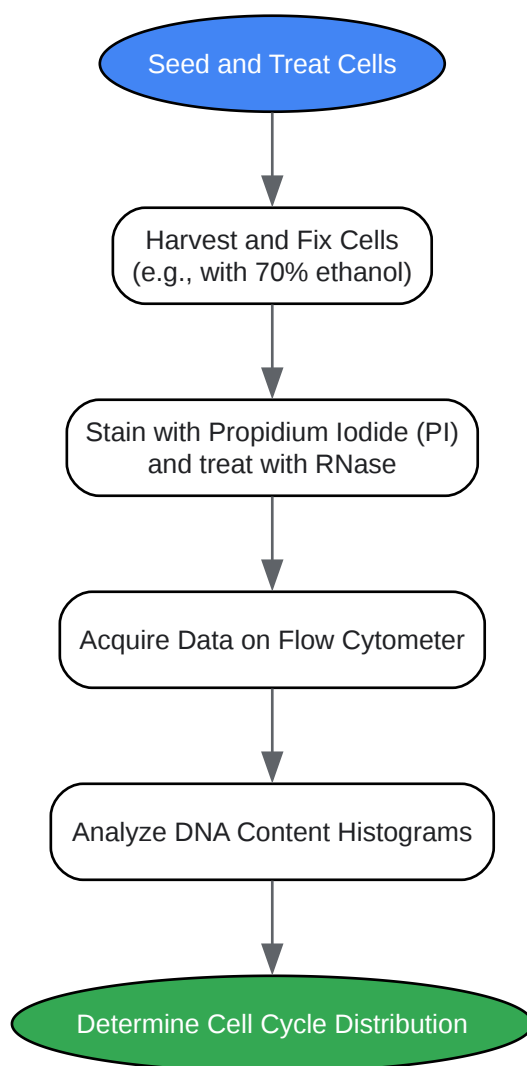 Seed and Treat Cells
Harvest and Fix Cells
(e.g., with 70% ethanol)
Stain with Propidium Iodide (PI)
and treat with RNase
Acquire Data on Flow Cytometer
Analyze DNA Content Histograms
Determine Cell Cycle Distribution